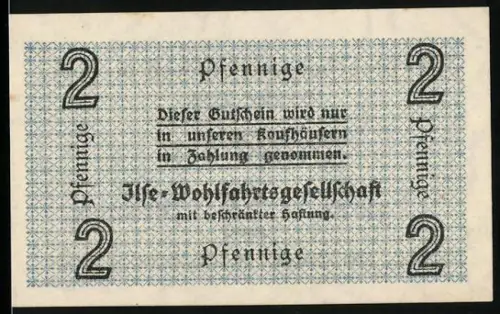 2 Pfennige 2
Dieser Gutschein wird nur
in unseren Kaufhäusern
in Zahlung genommen.
Pfennige
Pfennige
Ilse-Wohlfahrtsgesellschaft
mit beschränkter Haftung.
2 Pfennige 2